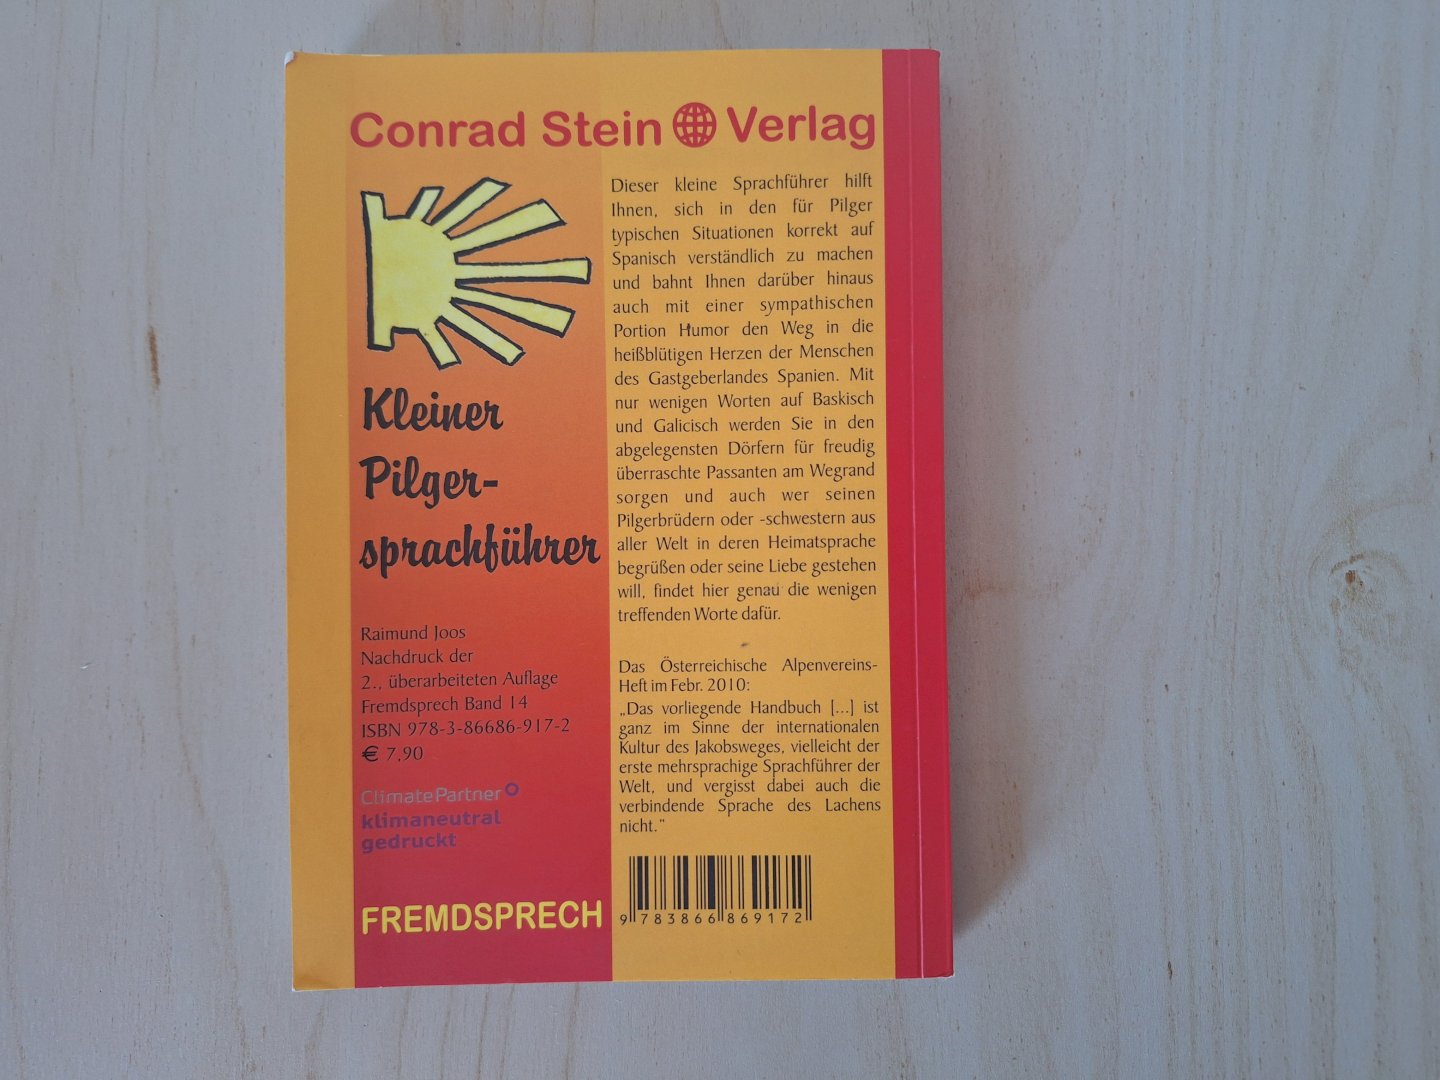 Conrad Stein Verlag
Kleiner
Pilger-
sprachführer
Raimund Joos
Nachdruck der
2., überarbeiteten Auflage
Fremdsprech Band 14
ISBN 978-3-86686-917-2
€ 7,90
ClimatePartner
klimaneutral
gedruckt
FREMDSPRECH
Dieser kleine Sprachführer hilft
Ihnen, sich in den für Pilger
typischen Situationen korrekt auf
Spanisch verständlich zu machen
und bahnt Ihnen darüber hinaus
auch mit einer sympathischen
Portion Humor den Weg in die
heißblütigen Herzen der Menschen
des Gastgeberlandes Spanien. Mit
nur wenigen Worten auf Baskisch
und Galicisch werden Sie in den
abgelegensten Dörfern für freudig
überraschte Passanten am Wegrand
sorgen und auch wer seinen
Pilgerbrüdern oder -schwestern aus
aller Welt in deren Heimatsprache
begrüßen oder seine Liebe gestehen
will, findet hier genau die wenigen
treffenden Worte dafür.
Das Österreichische Alpenvereins-
Heft im Febr. 2010:
„Das vorliegende Handbuch [...] ist
ganz im Sinne der internationalen
Kultur des Jakobsweges, vielleicht der
erste mehrsprachige Sprachführer der
Welt, und vergisst dabei auch die
verbindende Sprache des Lachens
nicht."
9 783866 869172